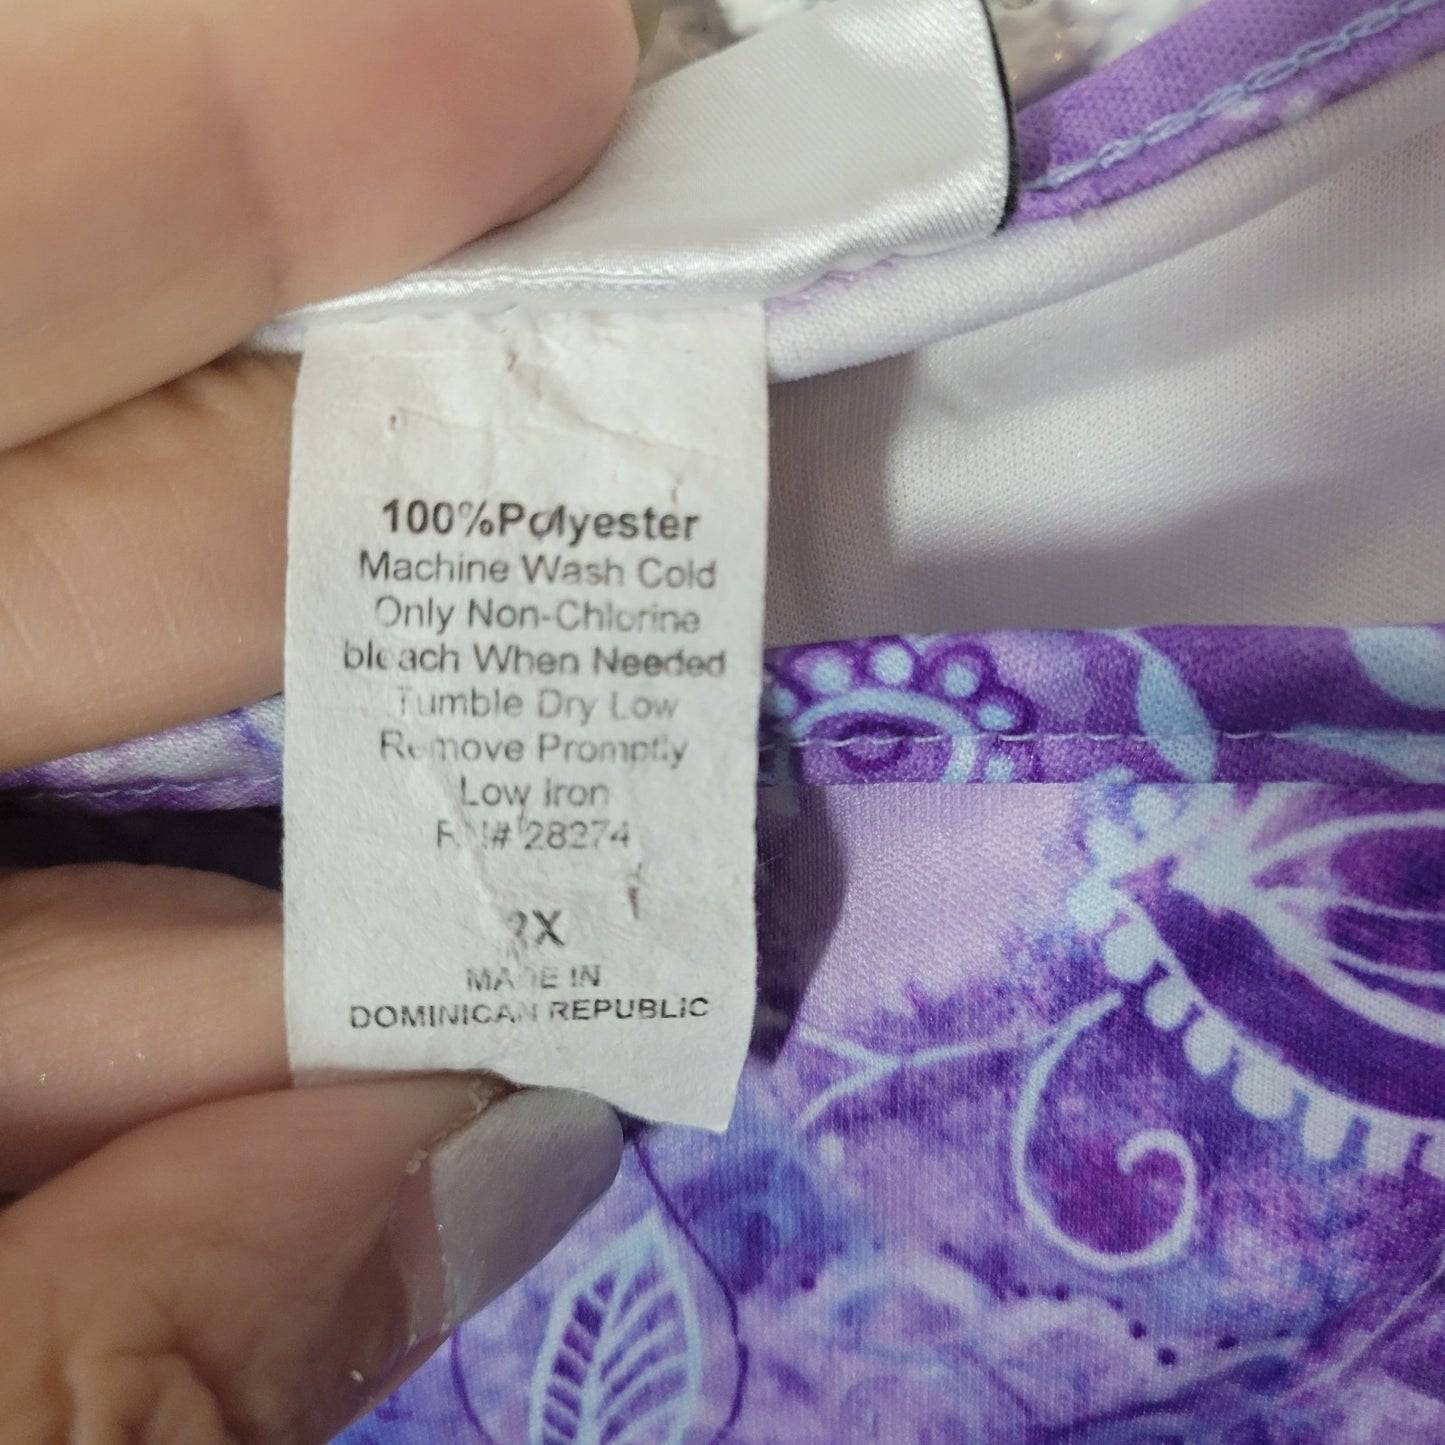 100%Polyester
Machine Wash Cold
Only Non-Chlorine
bleach When Needed
Tumble Dry Low
Remove Promptly
Low Iron
RN# 28274
MADE IN
DOMINICAN REPUBLIC